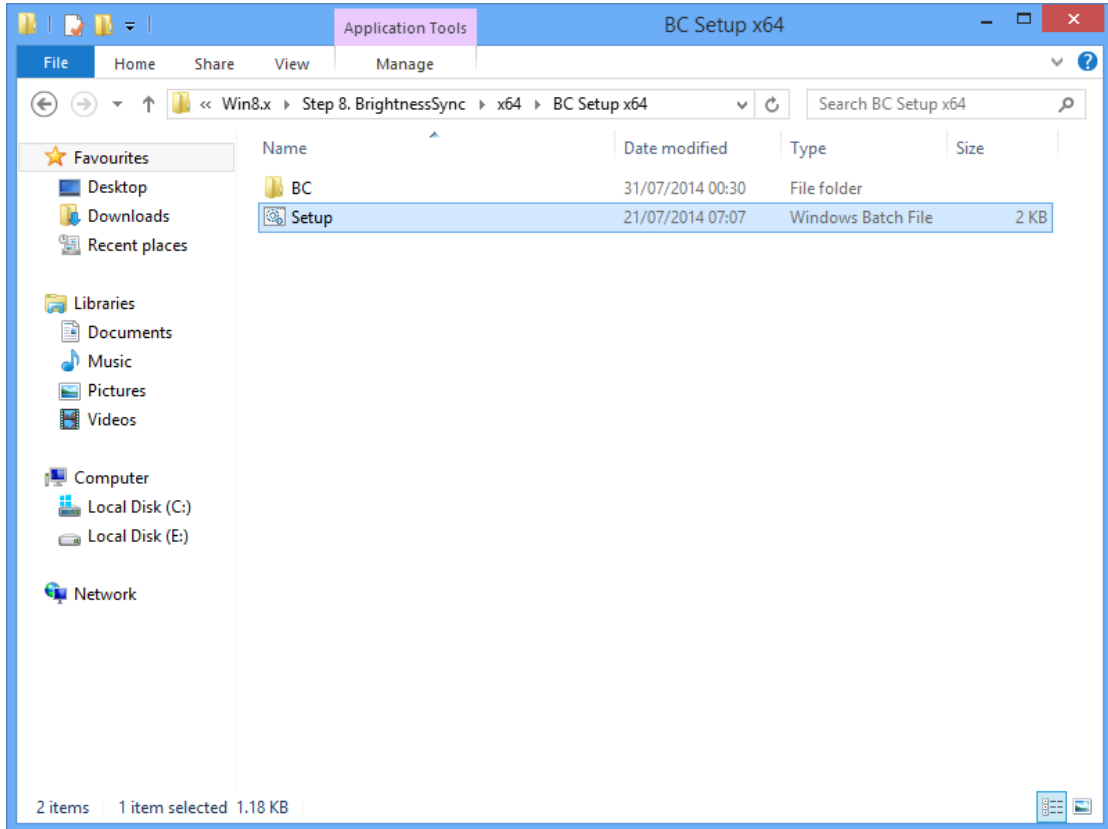 Application Tools
BC Setup x64
File Home Share View Manage
« Win8.x Step 8. BrightnessSync x64 BC Setup x64 Search BC Setup x64
Name Date modified Type Size
Favourites
Desktop
Downloads
Recent places
Libraries
Documents
Music
Pictures
Videos
Computer
Local Disk (C:)
Local Disk (E:)
Network
BC 31/07/2014 00:30 File folder
Setup 21/07/2014 07:07 Windows Batch File 2 KB
2 items 1 item selected 1.18 KB